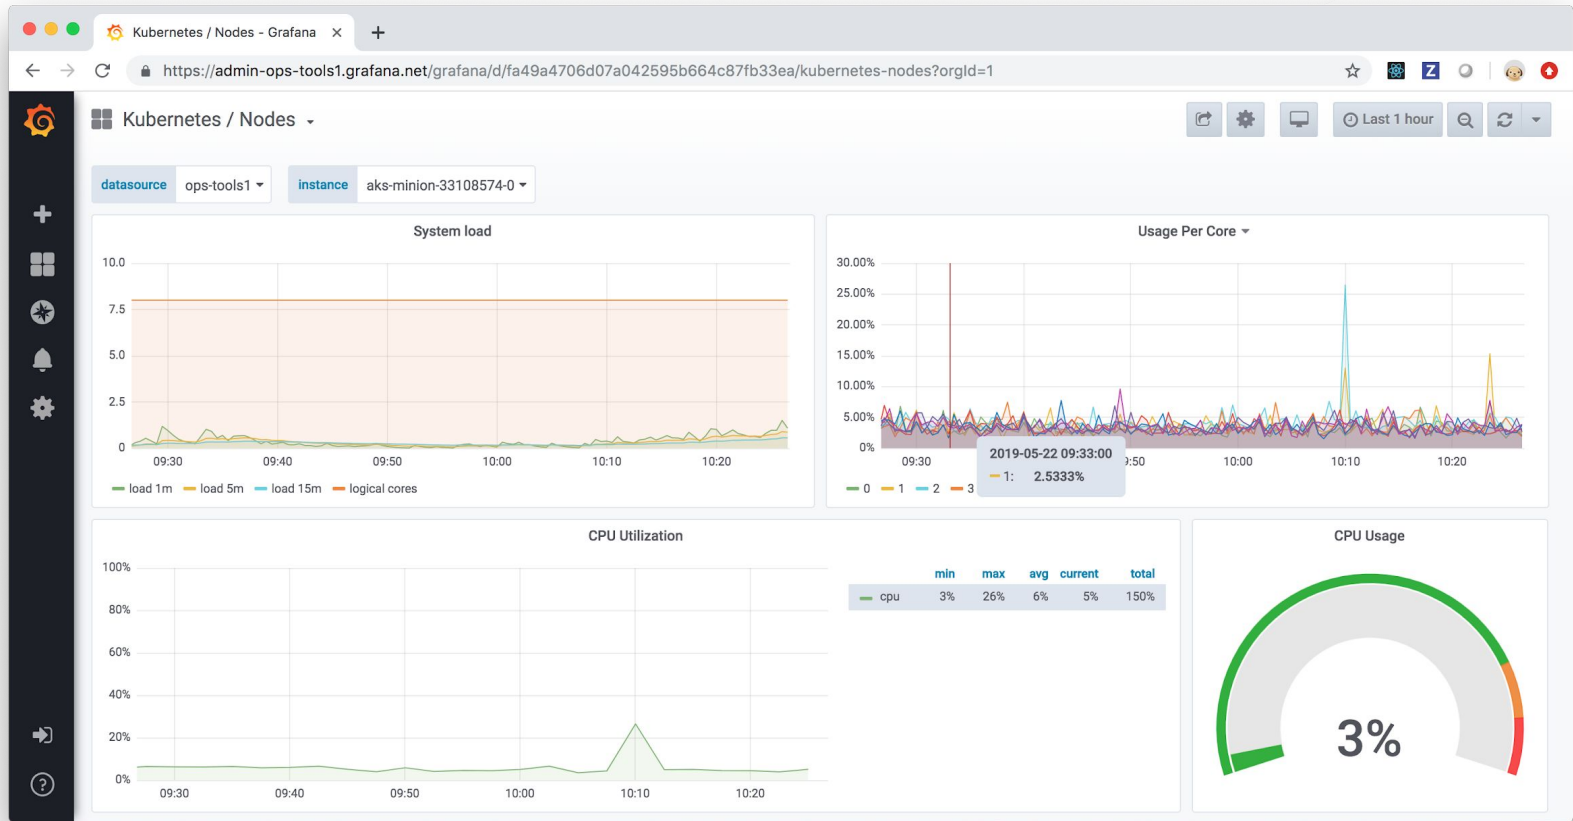 Kubernetes / Nodes - Grafana
https://admin-ops-tools1.grafana.net/grafana/d/fa49a4706d07a042595b664c87fb33ea/kubernetes-nodes?orgId=1
Z
Kubernetes / Nodes
Last 1 hour
datasource ops-tools1 instance aks-minion-33108574-0
System load
10.0
7.5
5.0
2.5
0
09:30 09:40 09:50 10:00 10:10 10:20
load 1m load 5m load 15m logical cores
Usage Per Core
30.00%
25.00%
20.00%
15.00%
10.00%
5.00%
0%
09:30 9:50 10:00 10:10 10:20
0 1 2 3
2019-05-22 09:33:00
1: 2.5333%
CPU Utilization
100%
80%
60%
40%
20%
0%
09:30 09:40 09:50 10:00 10:10 10:20
min max avg current total
cpu 3% 26% 6% 5% 150%
CPU Usage
3%
?